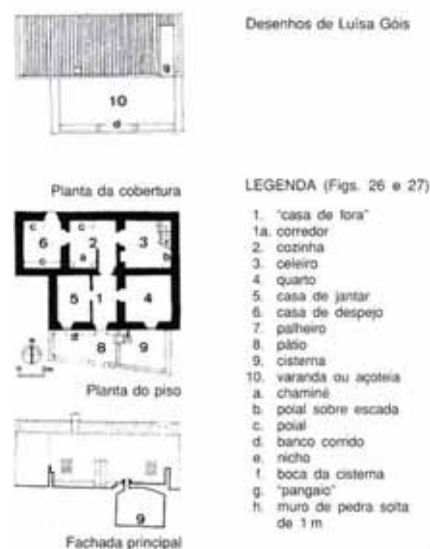 Desenhos de Luísa Góis
g
10
d
Planta da cobertura
c
c
6
2
3
c
a
b
5
1
4
d
8
9
Planta do piso
9
Fachada principal
LEGENDA (Figs. 26 e 27)
1. "casa de fora"
1a. corredor
2. cozinha
3. celeiro
4. quarto
5. casa de jantar
6. casa de despejo
7. palheiro
8. pátio
9. cisterna
10. varanda ou açoteia
a. chaminé
b. poial sobre escada
c. poial
d. banco corrido
e. nicho
f. boca da cisterna
g. "pangaio"
h. muro de pedra solta
de 1 m